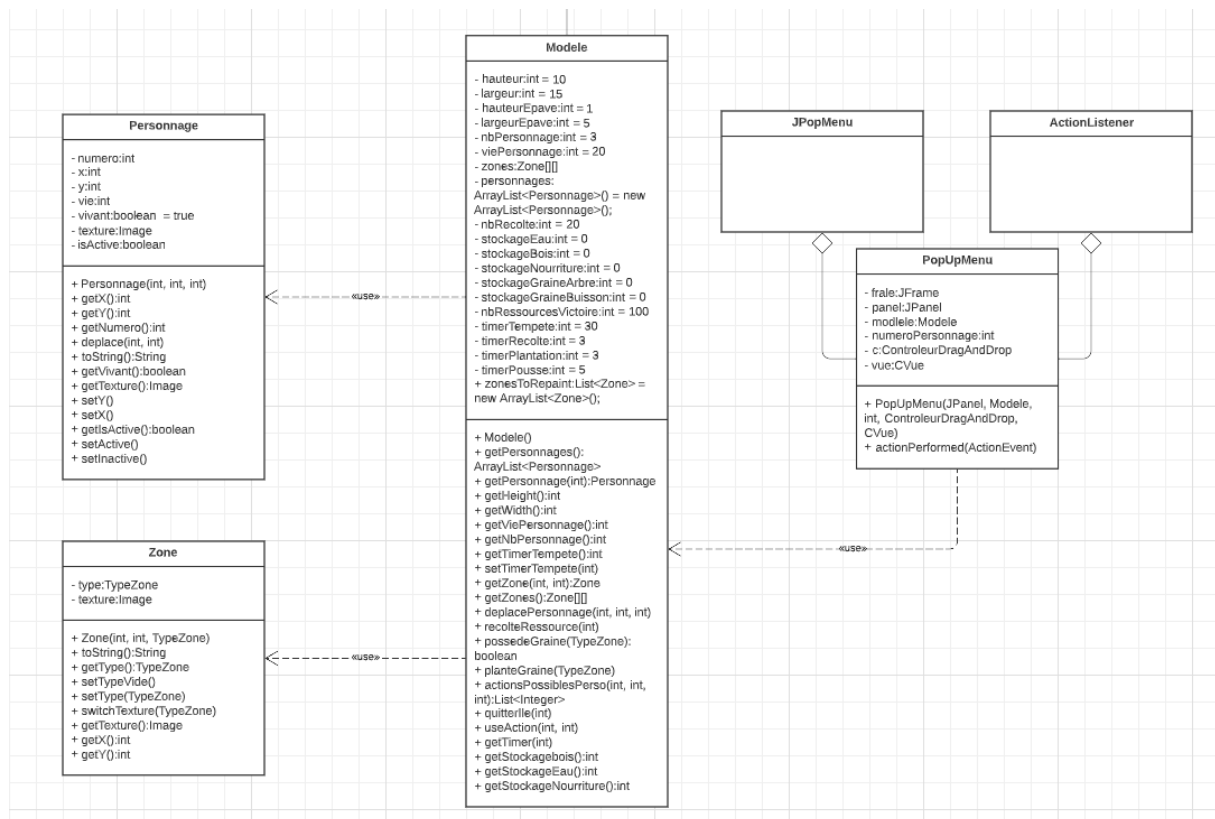 Personnage
- numero:int
- x:int
- y:int
- vie:int
- vivant:boolean = true
- texture:Image
- isActive:boolean
+ Personnage(int, int, int)
+ getX():int
+ getY():int
+ getNumero():int
+ deplace(int, int)
+ toString():String
+ getVivant():boolean
+ getTexture():Image
+ setY()
+ setX()
+ getIsActive():boolean
+ setActive()
+ setInactive()
«use»
Zone
- type:TypeZone
- texture:Image
+ Zone(int, int, TypeZone)
+ toString():String
+ getType():TypeZone
+ setTypeVide()
+ setType(TypeZone)
+ switchTexture(TypeZone)
+ getTexture():Image
+ getX():int
+ getY():int
«use»
Modele
- hauteur:int = 10
- largeur:int = 15
- hauteurEpave:int = 1
- largeurEpave:int = 5
- nbPersonnage:int = 3
- viePersonnage:int = 20
- zones:Zone[][]
- personnages:
ArrayList<Personnage>() = new
ArrayList<Personnage>();
- nbRecolte:int = 20
- stockageEau:int = 0
- stockageBois:int = 0
- stockageNourriture:int = 0
- stockageGraineArbre:int = 0
- stockageGraineBuisson:int = 0
- nbRessourcesVictoire:int = 100
- timerTempete:int = 30
- timerRecolte:int = 3
- timerPlantation:int = 3
- timerPousse:int = 5
+ zonesToRepaint:List<Zone> =
new ArrayList<Zone>();
+ Modele()
+ getPersonnages():
ArrayList<Personnage>
+ getPersonnage(int):Personnage
+ getHeight():int
+ getWidth():int
+ getViePersonnage():int
+ getNbPersonnage():int
+ getTimerTempete():int
+ setTimerTempete(int)
+ getZone(int, int):Zone
+ getZones():Zone[][]
+ deplacePersonnage(int, int, int)
+ recolteRessource(int)
+ possedeGraine(TypeZone):
boolean
+ planteGraine(TypeZone)
+ actionsPossiblesPerso(int, int,
int):List<Integer>
+ quitterIle(int)
+ useAction(int, int)
+ getTimer(int)
+ getStockagebois():int
+ getStockageEau():int
+ getStockageNourriture():int
JPopMenu
ActionListener
PopUpMenu
- frale:JFrame
- panel:JPanel
- modlele:Modele
- numeroPersonnage:int
- c:ControleurDragAndDrop
- vue:CVue
+ PopUpMenu(JPanel, Modele,
int, ControleurDragAndDrop,
CVue)
+ actionPerformed(ActionEvent)
«use»